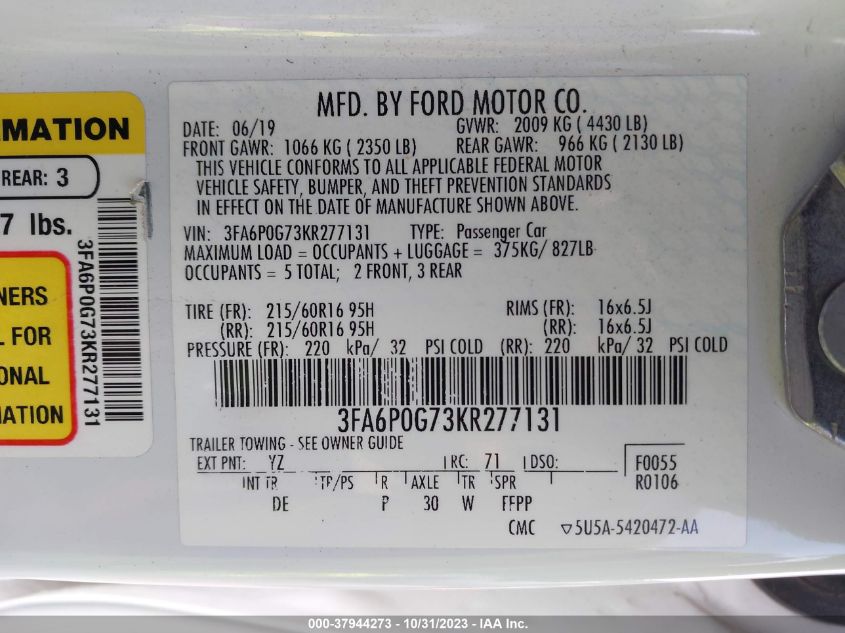 MFD. BY FORD MOTOR CO.
DATE: 06/19 GVWR: 2009 KG ( 4430 LB)
FRONT GAWR: 1066 KG ( 2350 LB) REAR GAWR: 966 KG ( 2130 LB)
THIS VEHICLE CONFORMS TO ALL APPLICABLE FEDERAL MOTOR
VEHICLE SAFETY, BUMPER, AND THEFT PREVENTION STANDARDS
IN EFFECT ON THE DATE OF MANUFACTURE SHOWN ABOVE.
VIN: 3FA6P0G73KR277131 TYPE: Passenger Car
MAXIMUM LOAD = OCCUPANTS + LUGGAGE = 375KG/ 827LB
OCCUPANTS = 5 TOTAL; 2 FRONT, 3 REAR
TIRE (FR): 215/60R16 95H RIMS (FR): 16x6.5J
(RR): 215/60R16 95H (RR): 16x6.5J
PRESSURE (FR): 220 kPa/ 32 PSI COLD (RR): 220 kPa/ 32 PSI COLD
3FA6P0G73KR277131
TRAILER TOWING - SEE OWNER GUIDE
EXT PNT: YZ RC: 71 DSO: F0055
INT TR TP/PS R AXLE TR SPR R0106
DE P 30 W FFPP
CMC ▽5U5A-5420472-AA
RMATION
REAR: 3
7 lbs.
3FA6P0G73KR277131
NERS
L FOR
ONAL
MATION
000-37944273 - 10/31/2023 - IAA Inc.